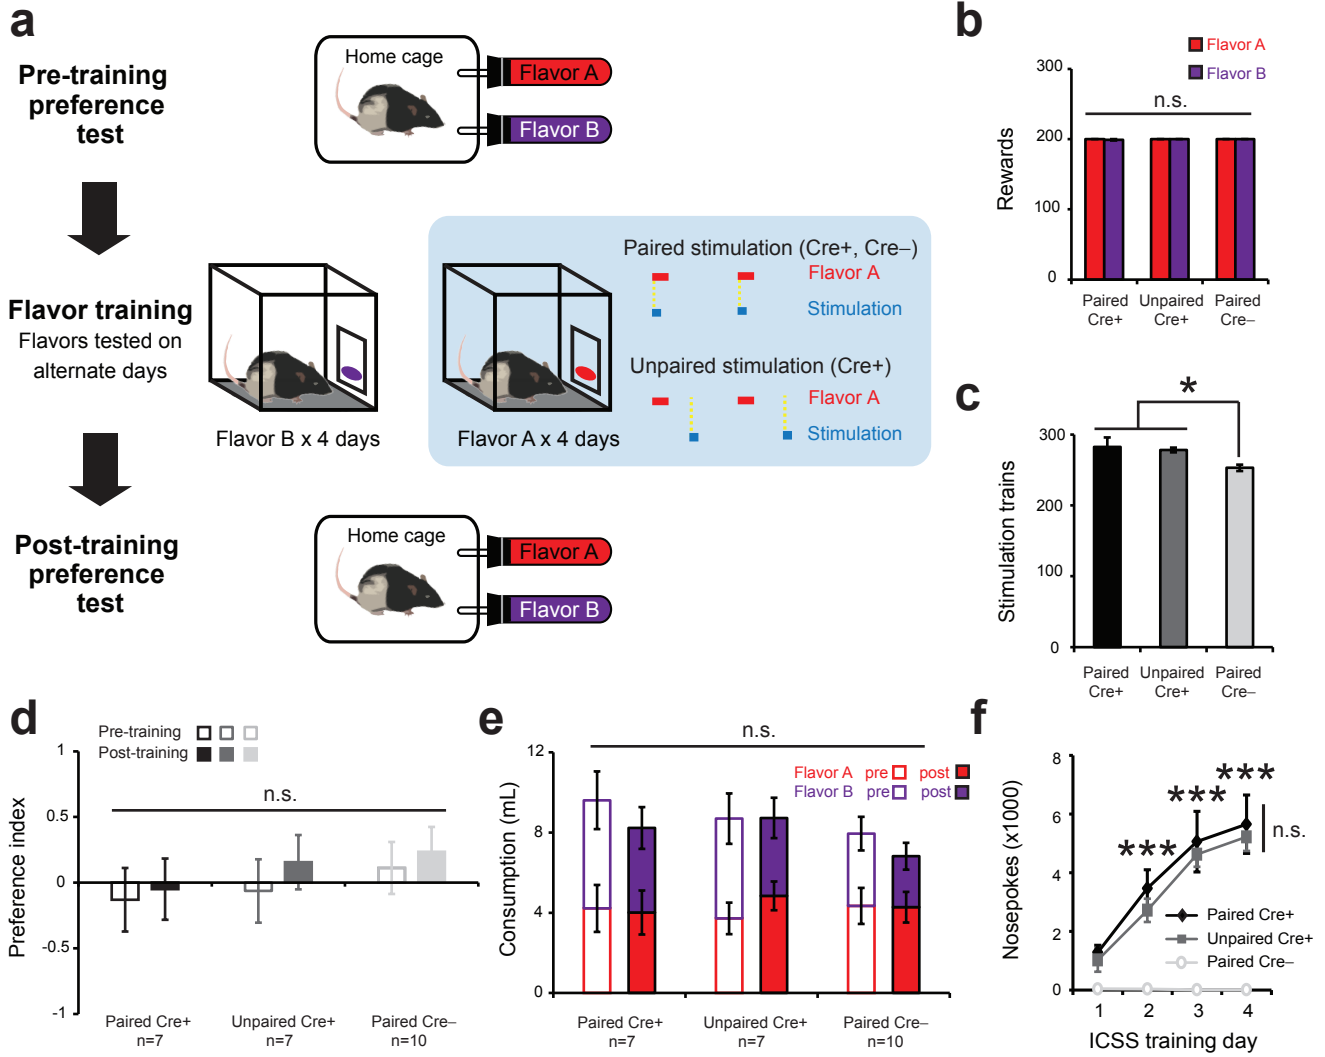 a
Pre-training
preference
test
Home cage
Flavor A
Flavor B
Flavor training
Flavors tested on
alternate days
Flavor B x 4 days
Flavor A x 4 days
Paired stimulation (Cre+, Cre–)
Flavor A
Stimulation
Unpaired stimulation (Cre+)
Flavor A
Stimulation
Post-training
preference
test
Home cage
Flavor A
Flavor B
b
Flavor A
Flavor B
n.s.
Rewards
300
200
100
0
Paired
Cre+
Unpaired
Cre+
Paired
Cre–
c
*
Stimulation trains
300
200
100
0
Paired
Cre+
Unpaired
Cre+
Paired
Cre–
d
Pre-training
Post-training
n.s.
Preference index
1
0.5
0
-0.5
-1
Paired Cre+
n=7
Unpaired Cre+
n=7
Paired Cre–
n=10
e
n.s.
Flavor A pre post
Flavor B pre post
Consumption (mL)
12
8
4
0
Paired Cre+
n=7
Unpaired Cre+
n=7
Paired Cre–
n=10
f
Nosepokes (x1000)
8
6
4
2
0
***
***
***
n.s.
Paired Cre+
Unpaired Cre+
Paired Cre–
1 2 3 4
ICSS training day